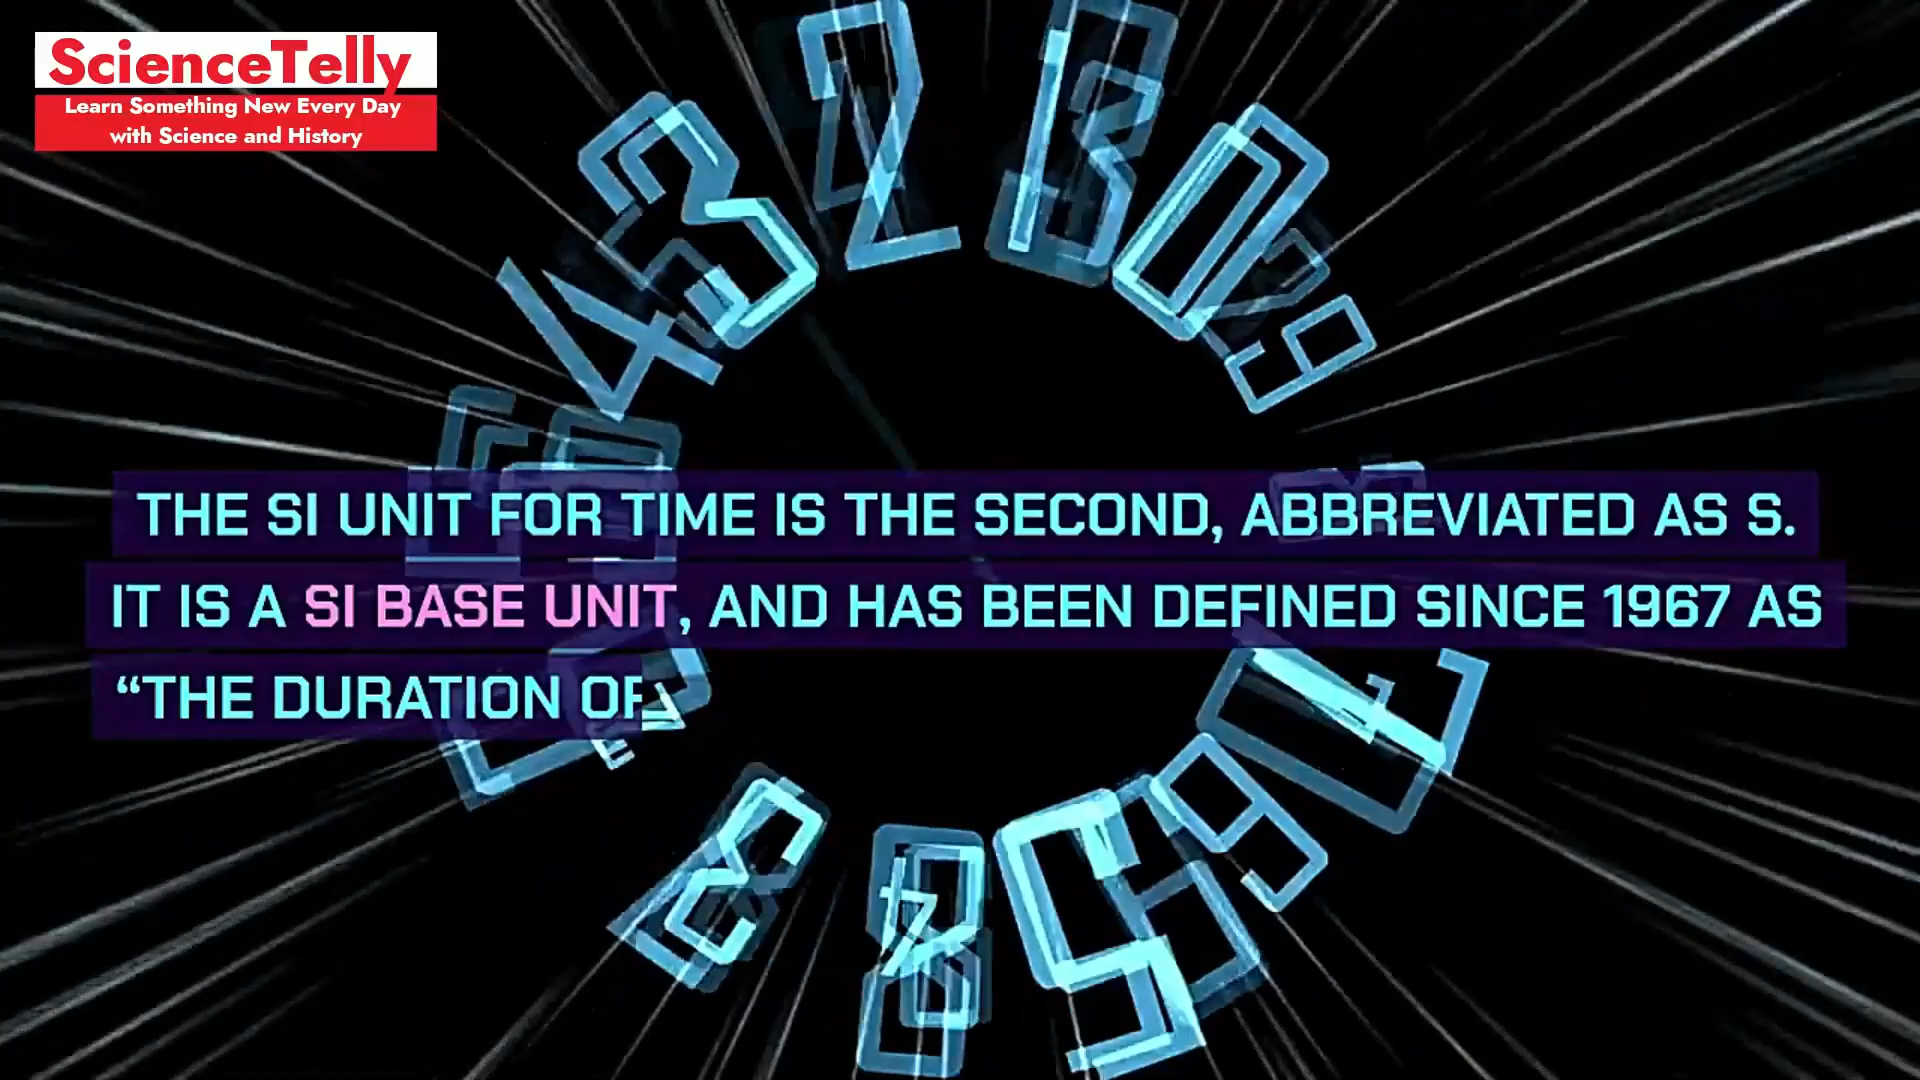 ScienceTelly
Learn Something New Every Day
with Science and History
THE SI UNIT FOR TIME IS THE SECOND, ABBREVIATED AS S.
IT IS A SI BASE UNIT, AND HAS BEEN DEFINED SINCE 1967 AS
“THE DURATION OF